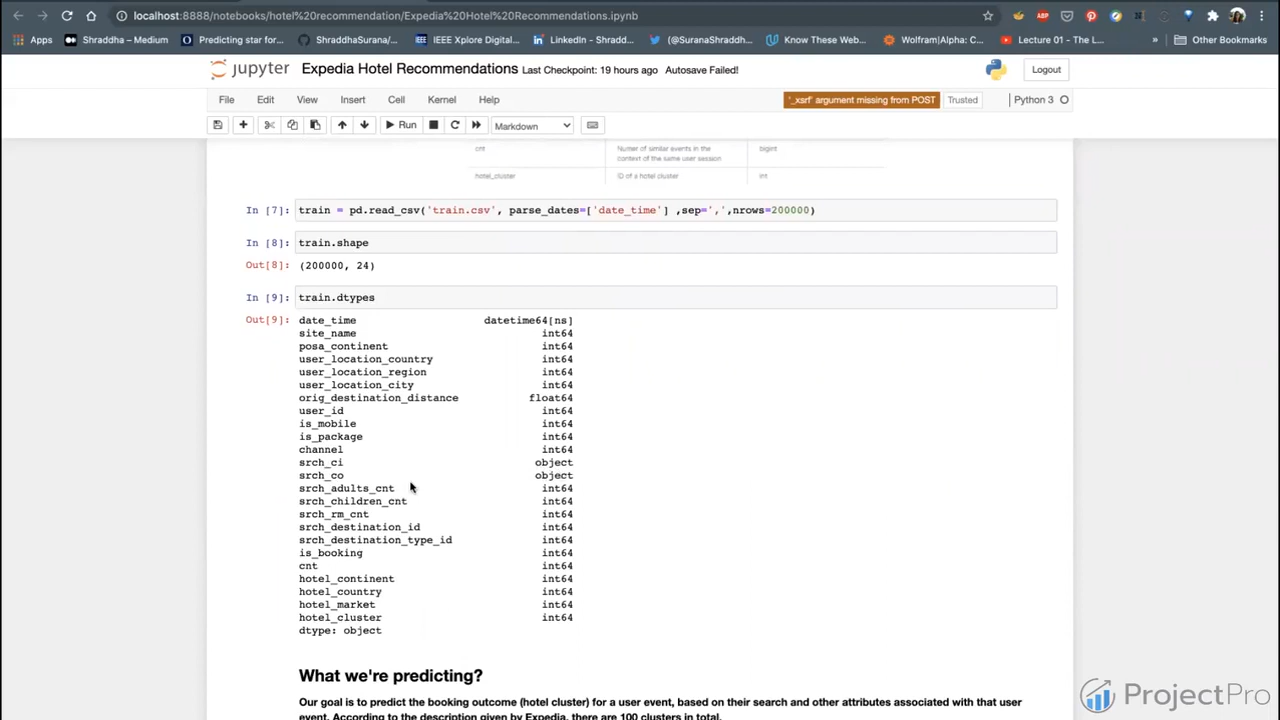 localhost:8888/notebooks/hotel%20recommendation/Expedia%20Hotel%20Recommendations.ipynb
ABP
Apps
Shraddha – Medium
Predicting star for...
ShraddhaSurana/...
IEEE Xplore Digital...
LinkedIn - Shradd...
(@SuranaShraddh...
Know These Web...
Wolfram|Alpha: C...
Lecture 01 - The L...
»
Other Bookmarks
jupyter Expedia Hotel Recommendations Last Checkpoint: 19 hours ago Autosave Failed!
Logout
File Edit View Insert Cell Kernel Help
'_xsrf' argument missing from POST
Trusted
Python 3
Run
Markdown
cnt
Numer of similar events in the
context of the same user session
bigint
hotel_cluster
ID of a hotel cluster
int
In [7]: train = pd.read_csv('train.csv', parse_dates=['date_time'] ,sep=',',nrows=200000)
In [8]: train.shape
Out[8]: (200000, 24)
In [9]: train.dtypes
Out[9]: date_time datetime64[ns]
site_name int64
posa_continent int64
user_location_country int64
user_location_region int64
user_location_city int64
orig_destination_distance float64
user_id int64
is_mobile int64
is_package int64
channel int64
srch_ci object
srch_co object
srch_adults_cnt int64
srch_children_cnt int64
srch_rm_cnt int64
srch_destination_id int64
srch_destination_type_id int64
is_booking int64
cnt int64
hotel_continent int64
hotel_country int64
hotel_market int64
hotel_cluster int64
dtype: object
What we're predicting?
Our goal is to predict the booking outcome (hotel cluster) for a user event, based on their search and other attributes associated with that user
event. According to the description given by Expedia, there are 100 clusters in total.
ProjectPro